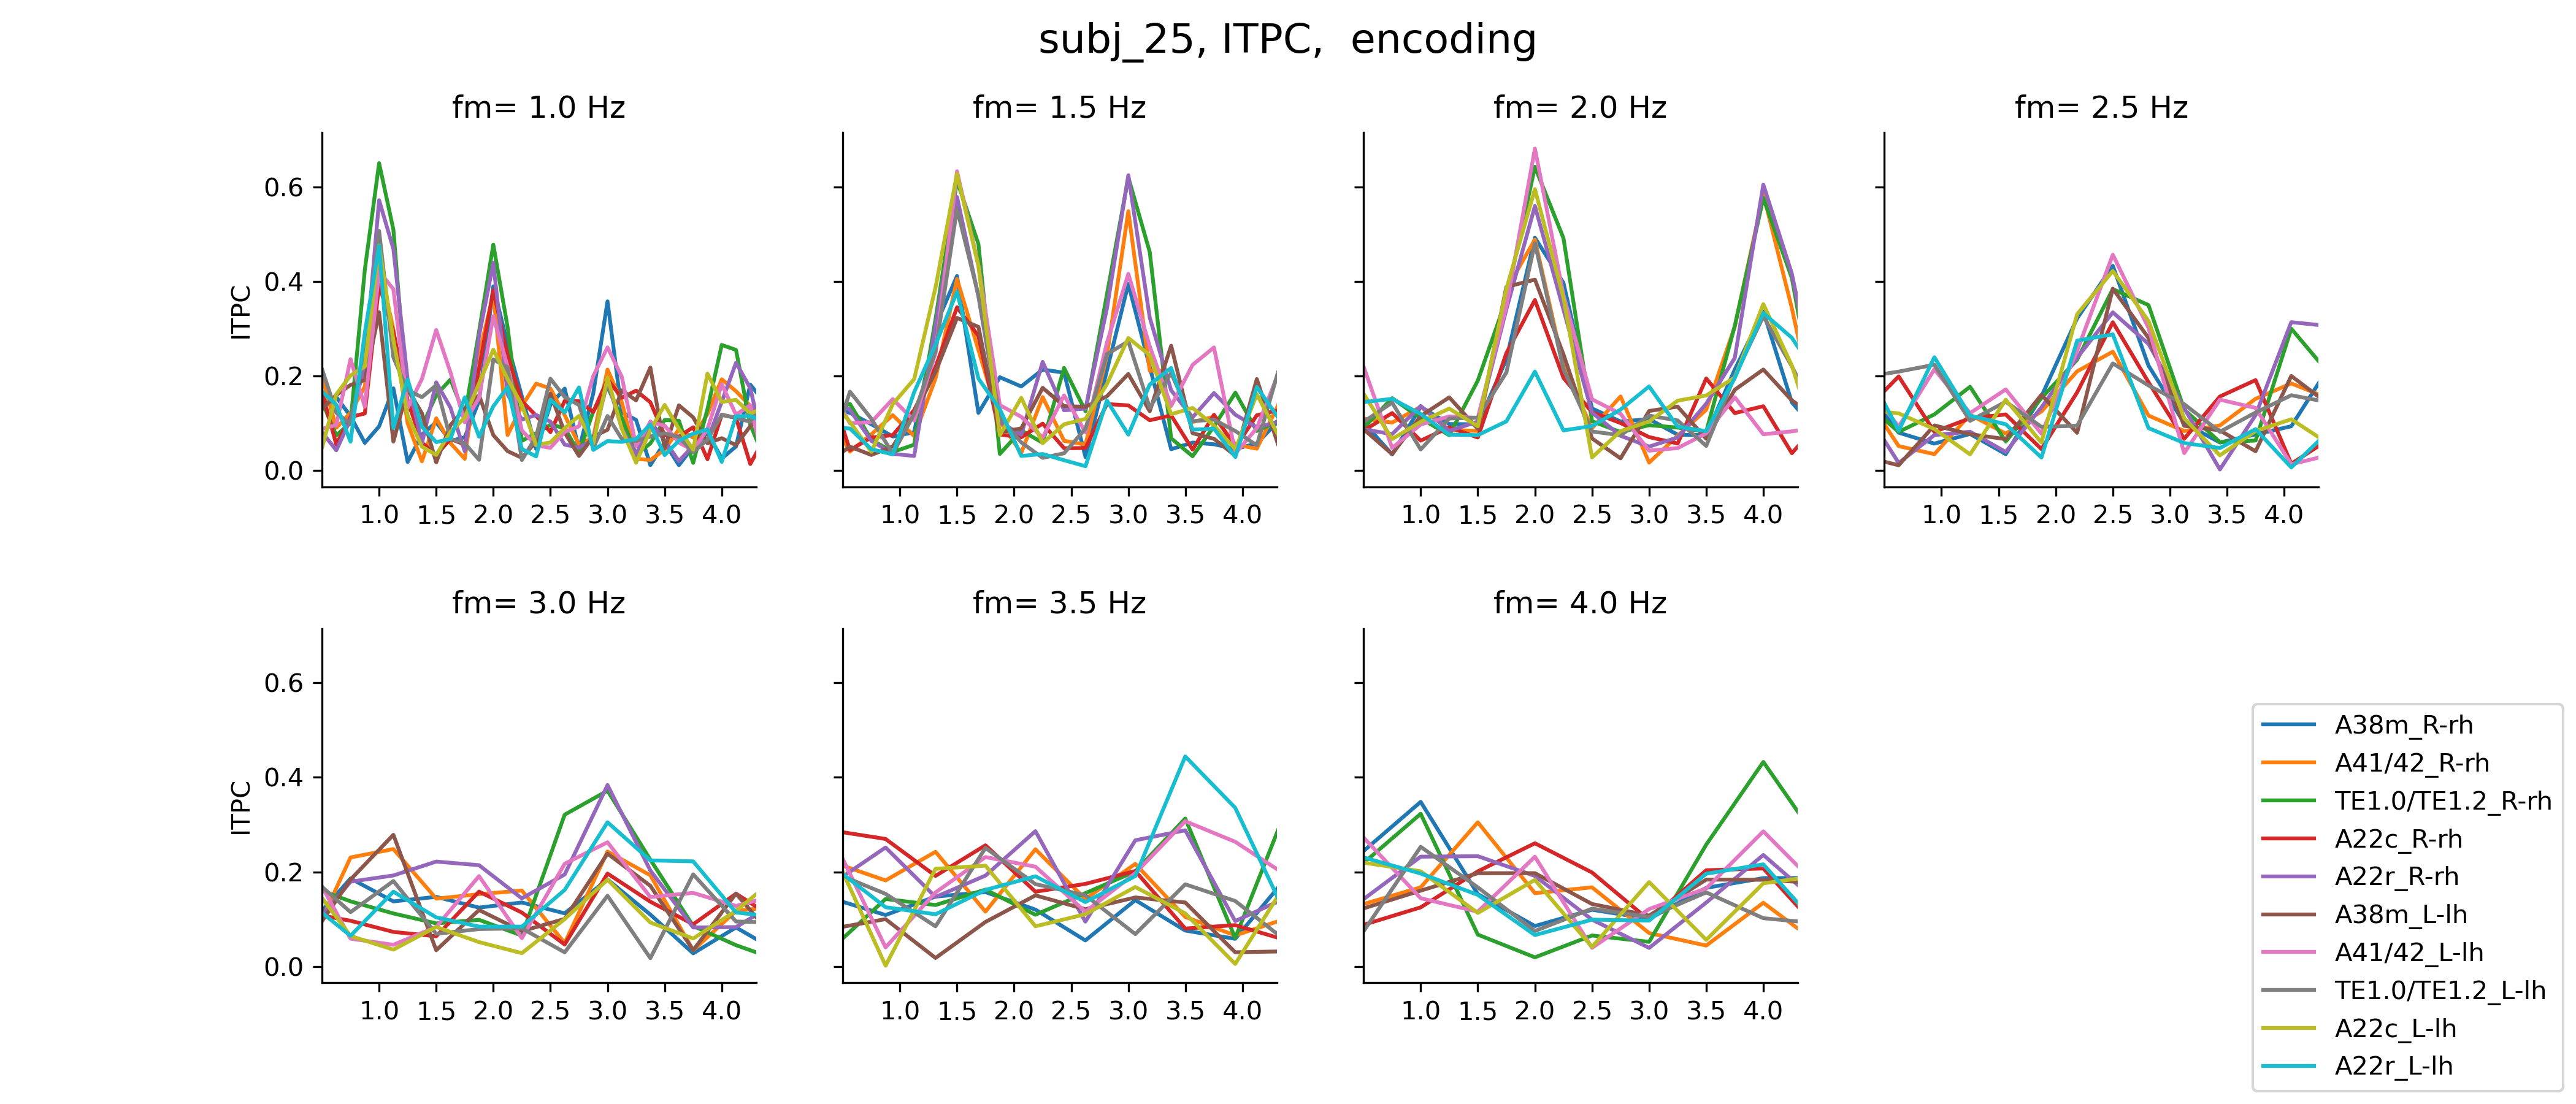 subj_25, ITPC,  encoding
fm= 1.0 Hz
fm= 1.5 Hz
fm= 2.0 Hz
fm= 2.5 Hz
ITPC
0.6
0.4
0.2
0.0
1.0 1.5 2.0 2.5 3.0 3.5 4.0
1.0 1.5 2.0 2.5 3.0 3.5 4.0
1.0 1.5 2.0 2.5 3.0 3.5 4.0
1.0 1.5 2.0 2.5 3.0 3.5 4.0
fm= 3.0 Hz
fm= 3.5 Hz
fm= 4.0 Hz
ITPC
0.6
0.4
0.2
0.0
1.0 1.5 2.0 2.5 3.0 3.5 4.0
1.0 1.5 2.0 2.5 3.0 3.5 4.0
1.0 1.5 2.0 2.5 3.0 3.5 4.0
A38m_R-rh
A41/42_R-rh
TE1.0/TE1.2_R-rh
A22c_R-rh
A22r_R-rh
A38m_L-lh
A41/42_L-lh
TE1.0/TE1.2_L-lh
A22c_L-lh
A22r_L-lh